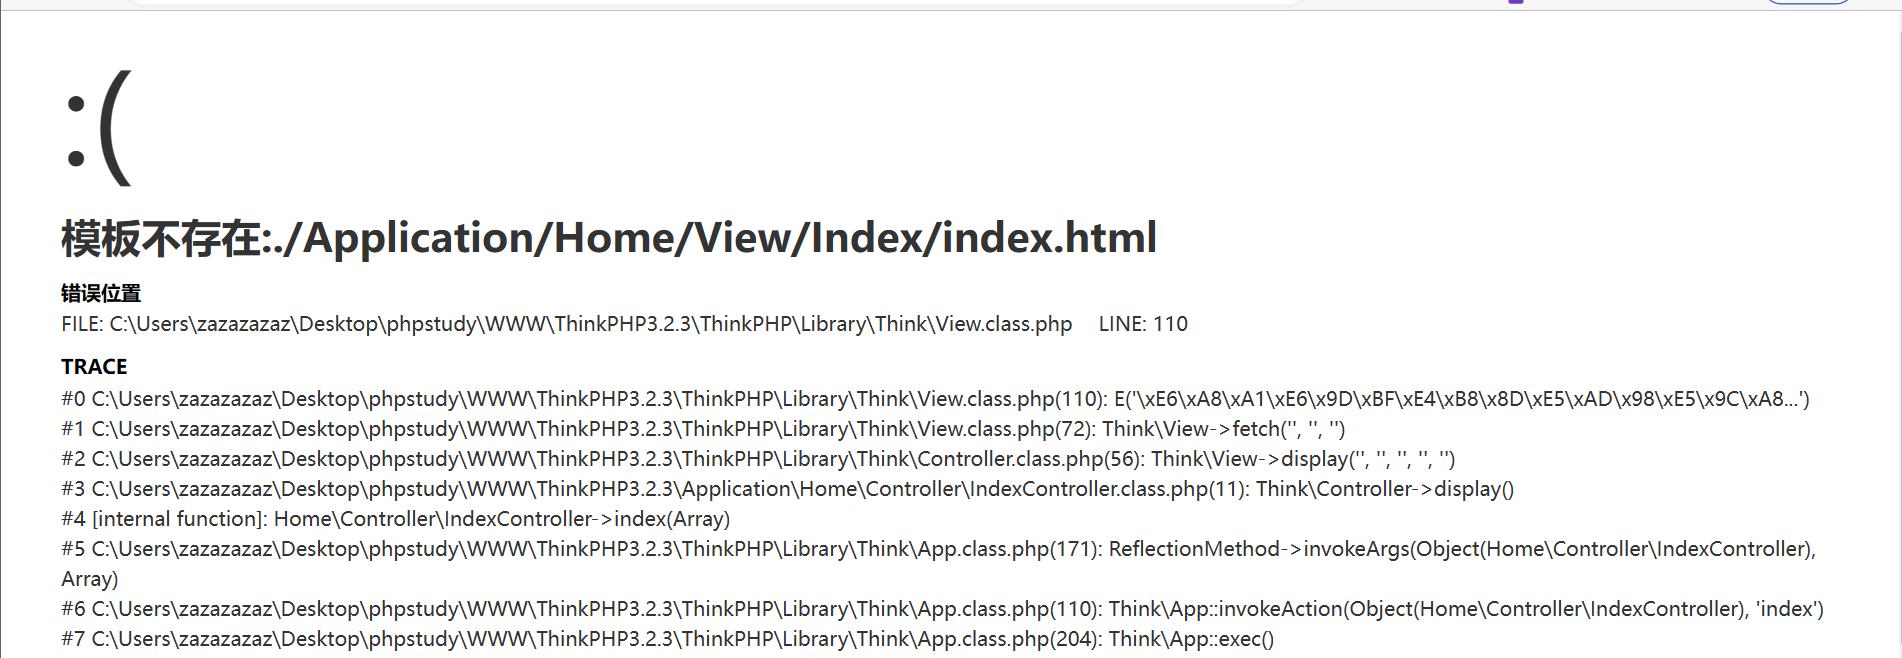 :(
模板不存在:./Application/Home/View/Index/index.html
错误位置
FILE: C:\Users\zazazazaz\Desktop\phpstudy\WWW\ThinkPHP3.2.3\ThinkPHP\Library\Think\View.class.php LINE: 110
TRACE
#0 C:\Users\zazazazaz\Desktop\phpstudy\WWW\ThinkPHP3.2.3\ThinkPHP\Library\Think\View.class.php(110): E('\xE6\xA8\xA1\xE6\x9D\xBF\xE4\xB8\x8D\xE5\xAD\x98\xE5\x9C\xA8...')
#1 C:\Users\zazazazaz\Desktop\phpstudy\WWW\ThinkPHP3.2.3\ThinkPHP\Library\Think\View.class.php(72): Think\View->fetch('', '', '')
#2 C:\Users\zazazazaz\Desktop\phpstudy\WWW\ThinkPHP3.2.3\ThinkPHP\Library\Think\Controller.class.php(56): Think\View->display('', '', '', '', '')
#3 C:\Users\zazazazaz\Desktop\phpstudy\WWW\ThinkPHP3.2.3\Application\Home\Controller\IndexController.class.php(11): Think\Controller->display()
#4 [internal function]: Home\Controller\IndexController->index(Array)
#5 C:\Users\zazazazaz\Desktop\phpstudy\WWW\ThinkPHP3.2.3\ThinkPHP\Library\Think\App.class.php(171): ReflectionMethod->invokeArgs(Object(Home\Controller\IndexController),
Array)
#6 C:\Users\zazazazaz\Desktop\phpstudy\WWW\ThinkPHP3.2.3\ThinkPHP\Library\Think\App.class.php(110): Think\App::invokeAction(Object(Home\Controller\IndexController), 'index')
#7 C:\Users\zazazazaz\Desktop\phpstudy\WWW\ThinkPHP3.2.3\ThinkPHP\Library\Think\App.class.php(204): Think\App::exec()